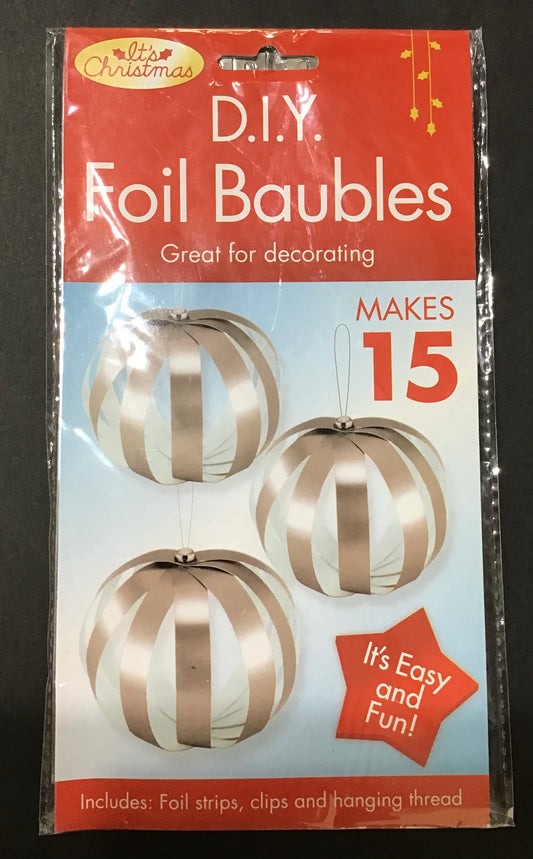 It's
Christmas
D.I.Y.
Foil Baubles
Great for decorating
MAKES
15
It's Easy
and
Fun!
Includes: Foil strips, clips and hanging thread